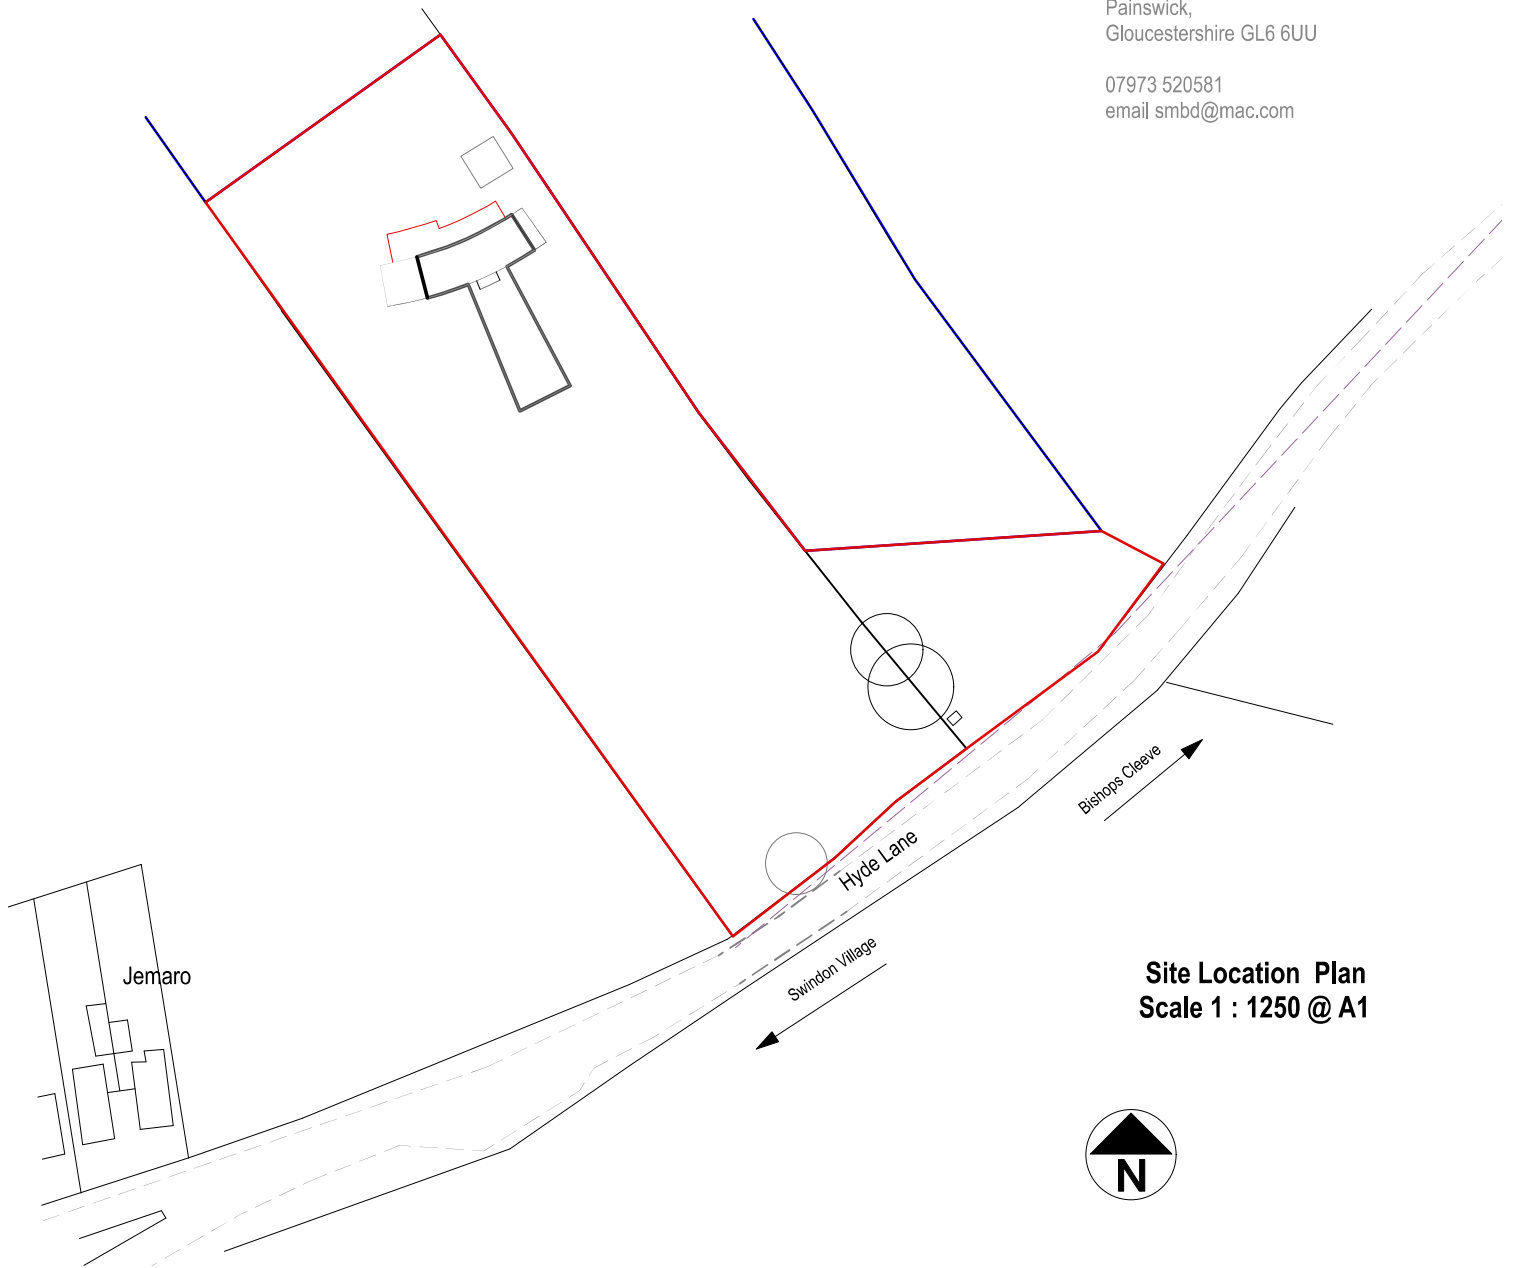 Painswick,
Gloucestershire GL6 6UU
07973 520581
email smbd@mac.com
Bishops Cleeve
Hyde Lane
Swindon Village
Jemaro
Site Location Plan
Scale 1 : 1250 @ A1
N